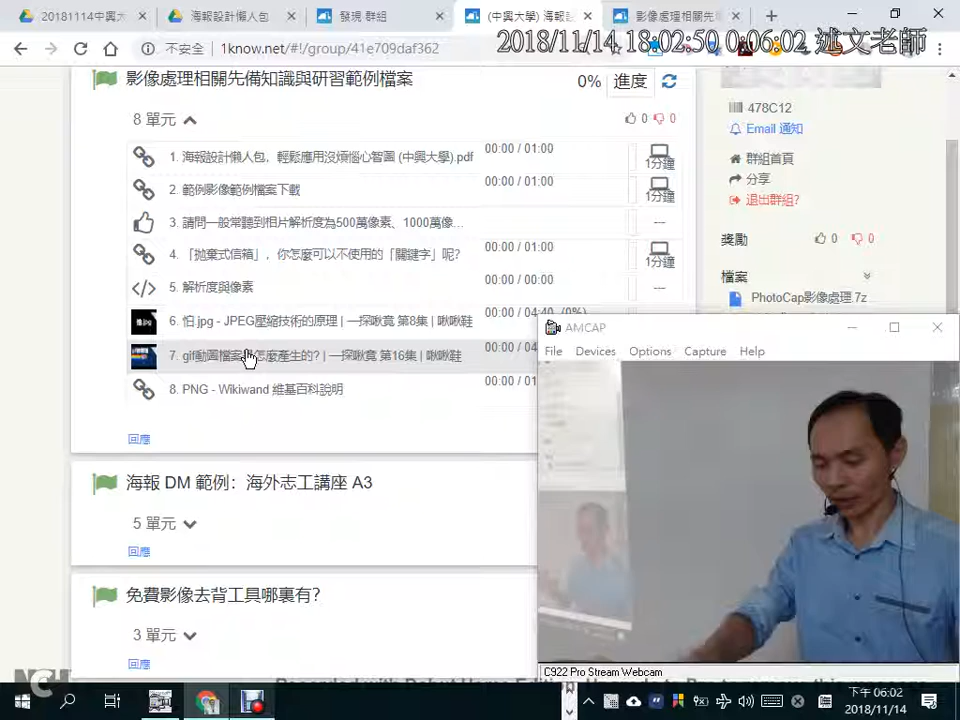 20181114中興大
海報設計懶人包
發現 群組
(中興大學) 海報設
影像處理相關先備
不安全
1know.net/#!/group/41e709daf362
2018/11/14 18:02:50 0:06:02 述文老師
影像處理相關先備知識與研習範例檔案
0%
進度
8 單元
0 0
1. 海報設計懶人包，輕鬆應用沒煩惱心智圖 (中興大學).pdf
00:00 / 01:00
1分鐘
2. 範例影像範例檔案下載
00:00 / 01:00
1分鐘
3. 請問一般常聽到相片解析度為500萬像素、1000萬像...
---
4. 「拋棄式信箱」，你怎麼可以不使用的「關鍵字」呢?
00:00 / 01:00
1分鐘
5. 解析度與像素
00:00 / 00:00
---
6. 怕 jpg - JPEG壓縮技術的原理 | 一探啾竟 第8集 | 啾啾鞋
7. gif動圖檔案 怎麼產生的? | 一探啾竟 第16集 | 啾啾鞋
00:00 / 04
8. PNG - Wikiwand 維基百科說明
00:00 / 01
回應
海報 DM 範例：海外志工講座 A3
5 單元
回應
免費影像去背工具哪裏有?
3 單元
回應
478C12
Email 通知
群組首頁
分享
退出群組?
獎勵
0 0
檔案
PhotoCap影像處理.7z
AMCAP
File Devices Options Capture Help
C922 Pro Stream Webcam
下午 06:02
2018/11/14